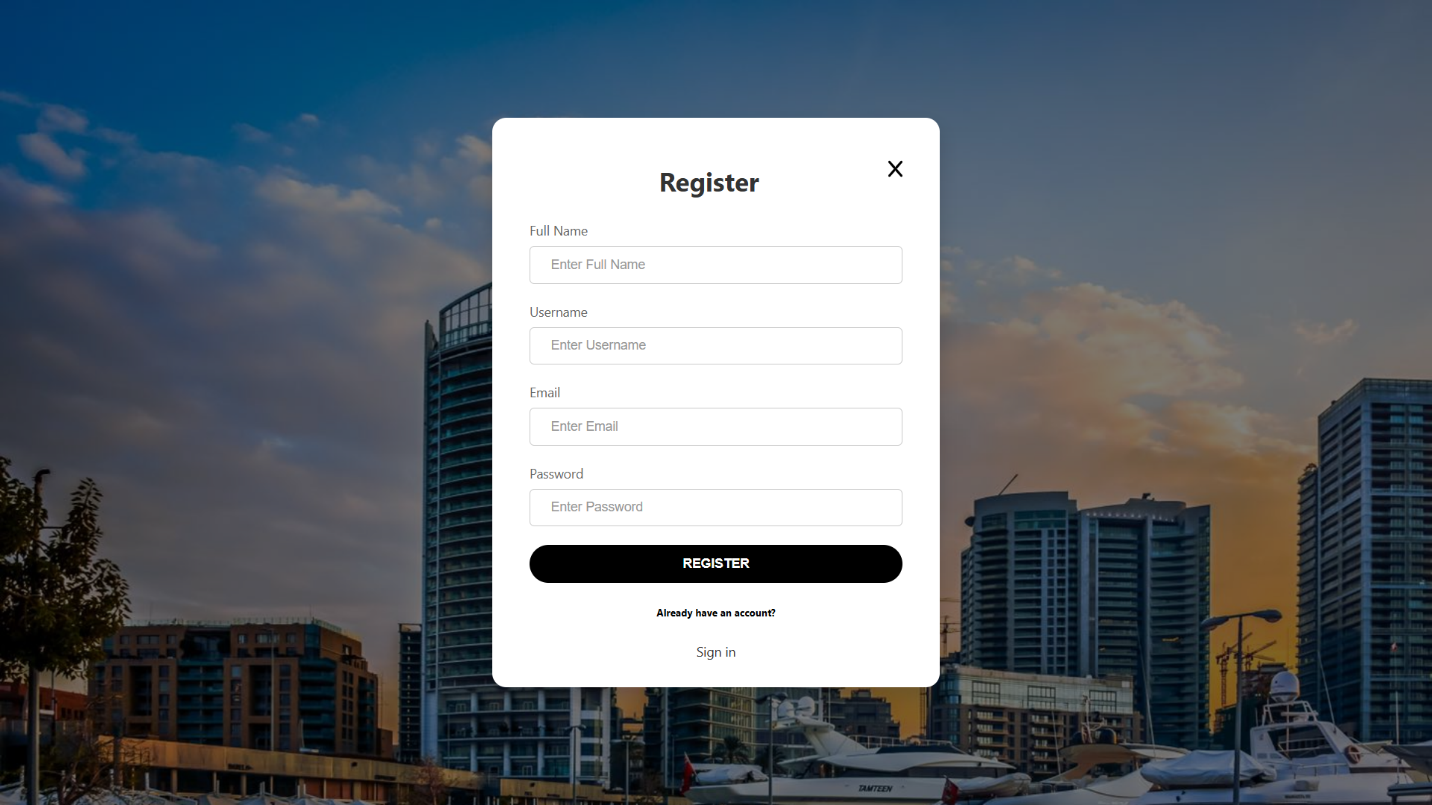 Register
X
Full Name
Enter Full Name
Username
Enter Username
Email
Enter Email
Password
Enter Password
REGISTER
Already have an account?
Sign in
TAMTEEN